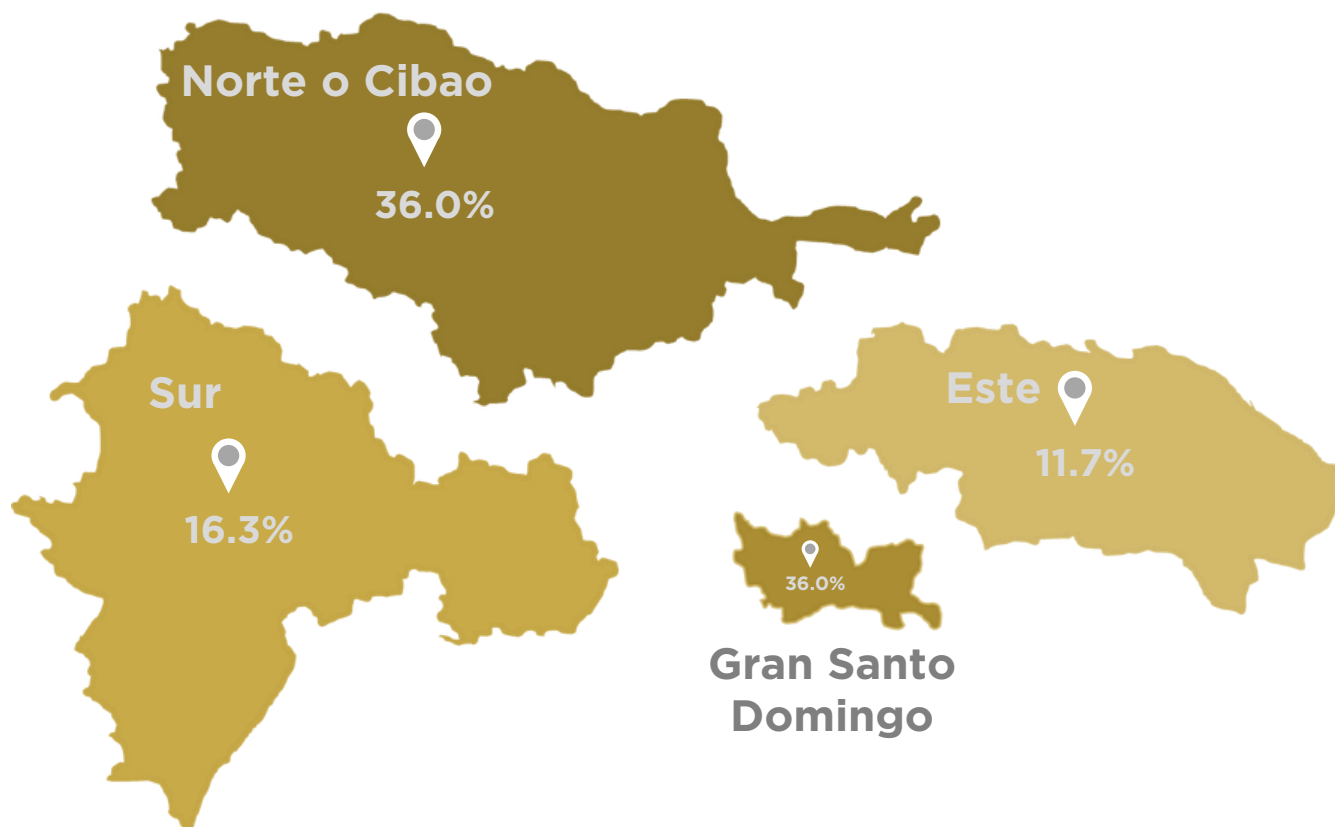 Norte o Cibao
36.0%
Sur
16.3%
Este
11.7%
36.0%
Gran Santo
Domingo